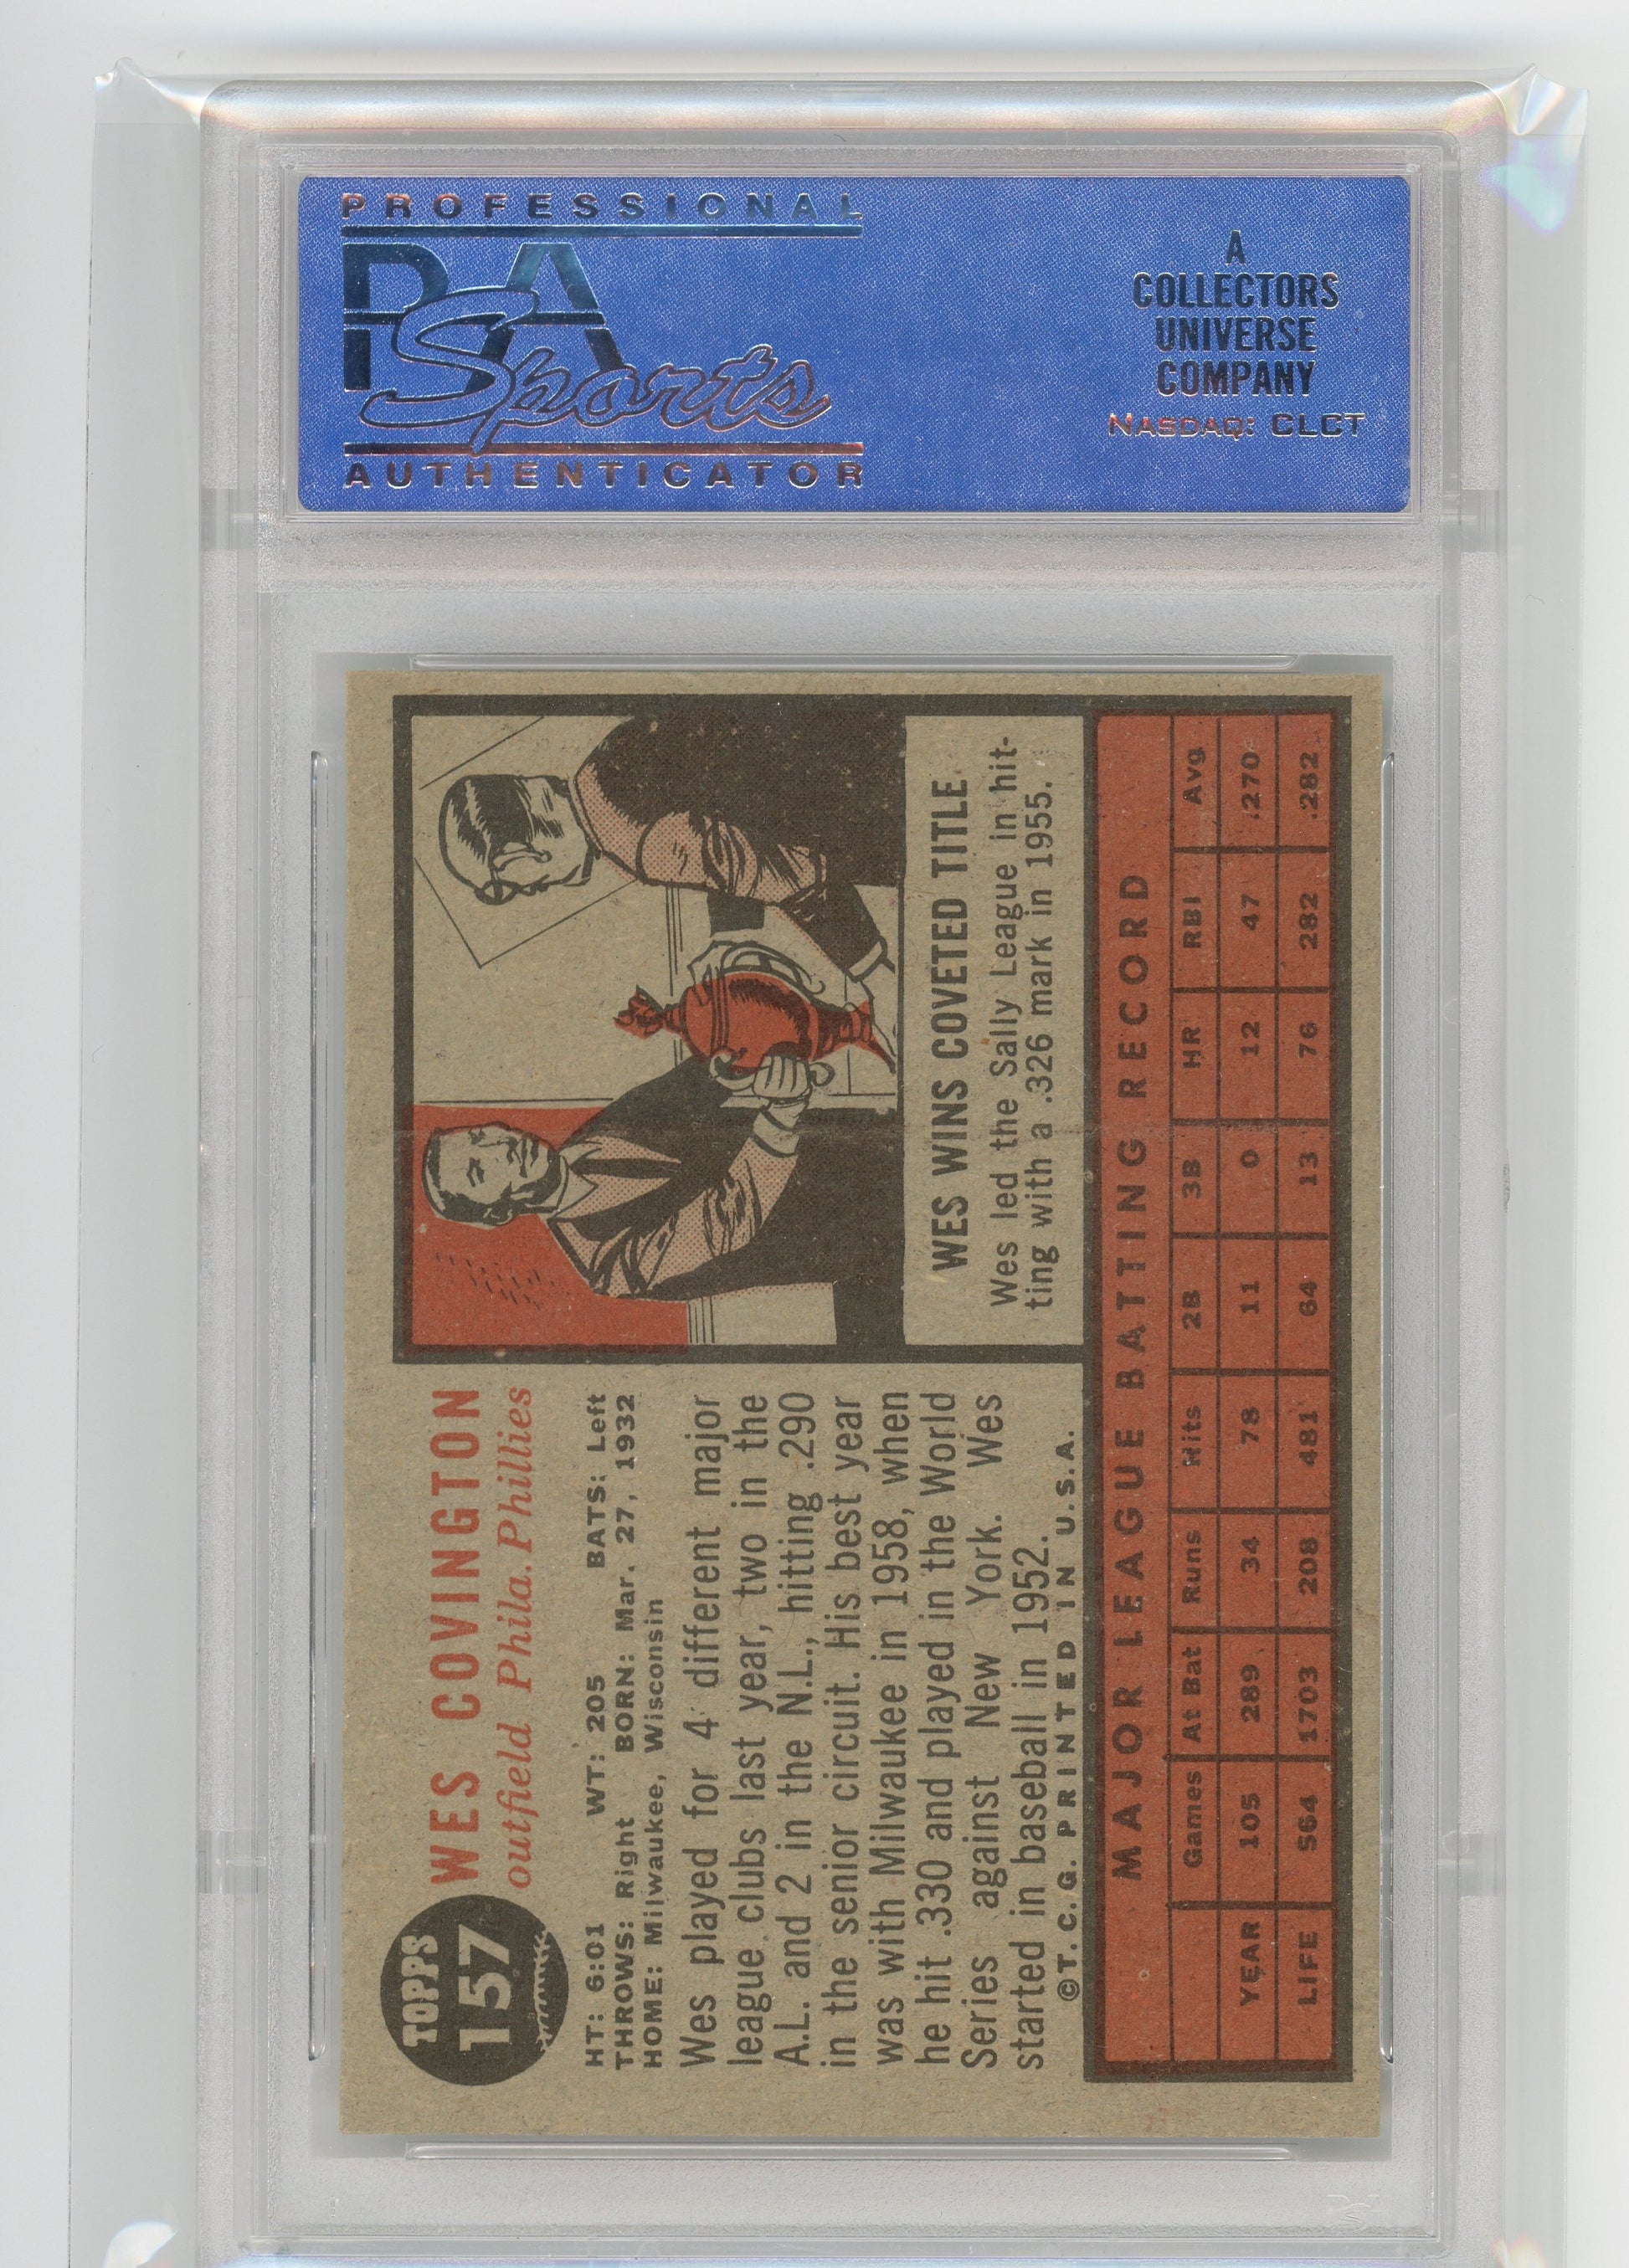 PROFESSIONAL
PSA
Sports
AUTHENTICATOR
A
COLLECTORS
UNIVERSE
COMPANY
NASDAQ: CLCT
TOPPS
157
WES COVINGTON
outfield Phila. Phillies
HT: 6:01 WT: 205 BATS: Left
THROWS: Right BORN: Mar. 27, 1932
HOME: Milwaukee, Wisconsin
Wes played for 4 different major
league clubs last year, two in the
A.L. and 2 in the N.L., hitting .290
in the senior circuit. His best year
was with Milwaukee in 1958, when
he hit .330 and played in the World
Series against New York. Wes
started in baseball in 1952.
©T.C.G. PRINTED IN U.S.A.
WES WINS COVETED TITLE
Wes led the Sally League in hit-
ting with a .326 mark in 1955.
MAJOR LEAGUE BATTING RECORD
Games At Bat Runs Hits 2B 3B HR RBI Avg.
YEAR 105 289 34 78 11 0 12 47 .270
LIFE 564 1703 208 481 64 13 76 282 .282